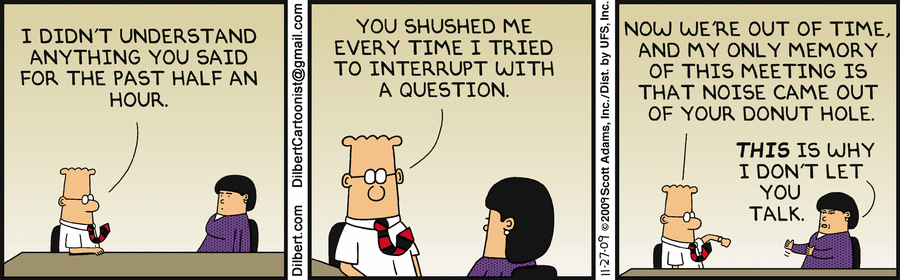 I DIDN'T UNDERSTAND
ANYTHING YOU SAID
FOR THE PAST HALF AN
HOUR.
Dilbert.com DilbertCartoonist@gmail.com
YOU SHUSHED ME
EVERY TIME I TRIED
TO INTERRUPT WITH
A QUESTION.
11-27-09 ©2009 Scott Adams, Inc./Dist. by UFS, Inc.
NOW WE'RE OUT OF TIME,
AND MY ONLY MEMORY
OF THIS MEETING IS
THAT NOISE CAME OUT
OF YOUR DONUT HOLE.
THIS IS WHY
I DON'T LET
YOU
TALK.